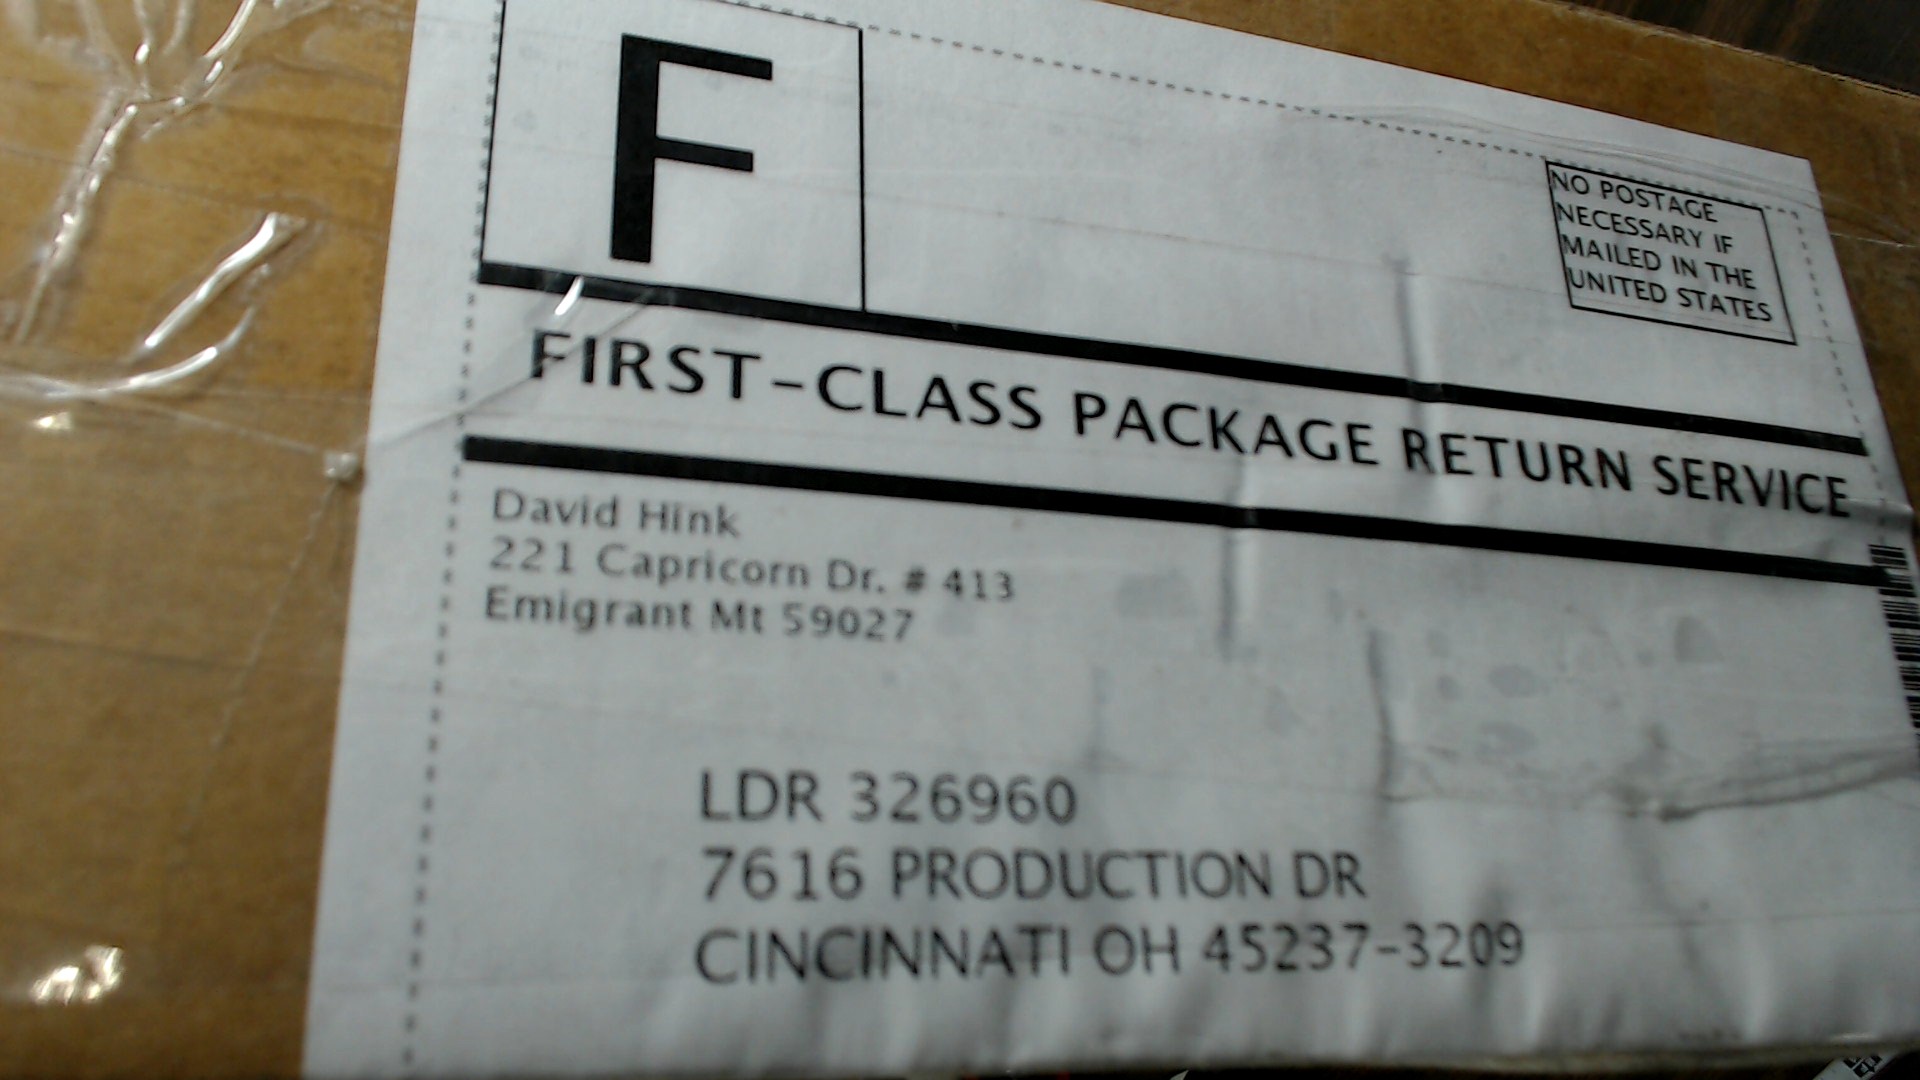 F
NO POSTAGE
NECESSARY IF
MAILED IN THE
UNITED STATES
FIRST-CLASS PACKAGE RETURN SERVICE
David Hink
221 Capricorn Dr. # 413
Emigrant Mt 59027
LDR 326960
7616 PRODUCTION DR
CINCINNATI OH 45237-3209